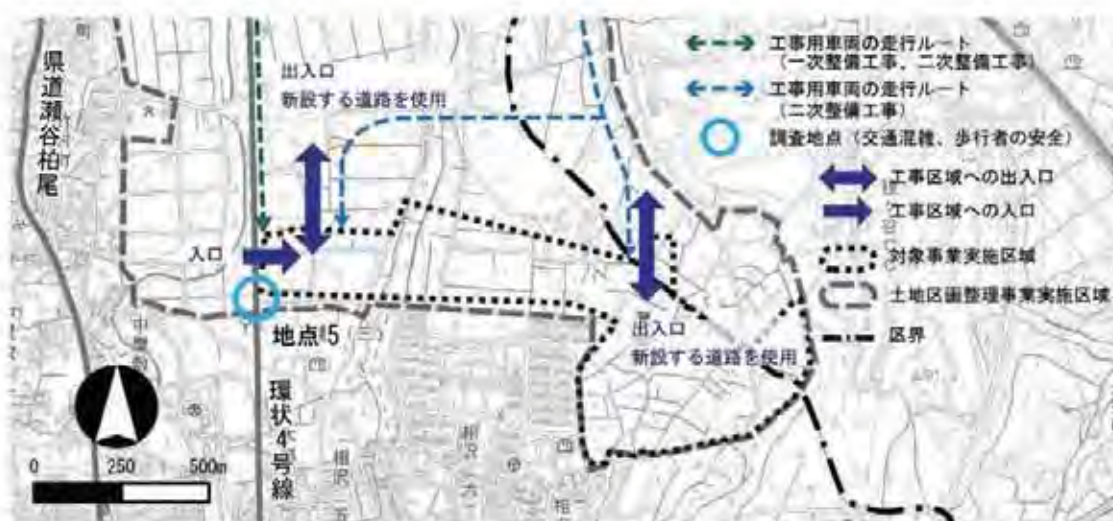 県道瀬谷柏尾
出入口
新設する道路を使用
工事用車両の走行ルート
(一次整備工事、二次整備工事)
工事用車両の走行ルート
(二次整備工事)
調査地点(交通混雑、歩行者の安全)
工事区域への出入口
工事区域への入口
対象事業実施区域
土地区画整理事業実施区域
区界
入口
地点5
出入口
新設する道路を使用
環状4号線
相沢
五
相沢
六
0 250 500m